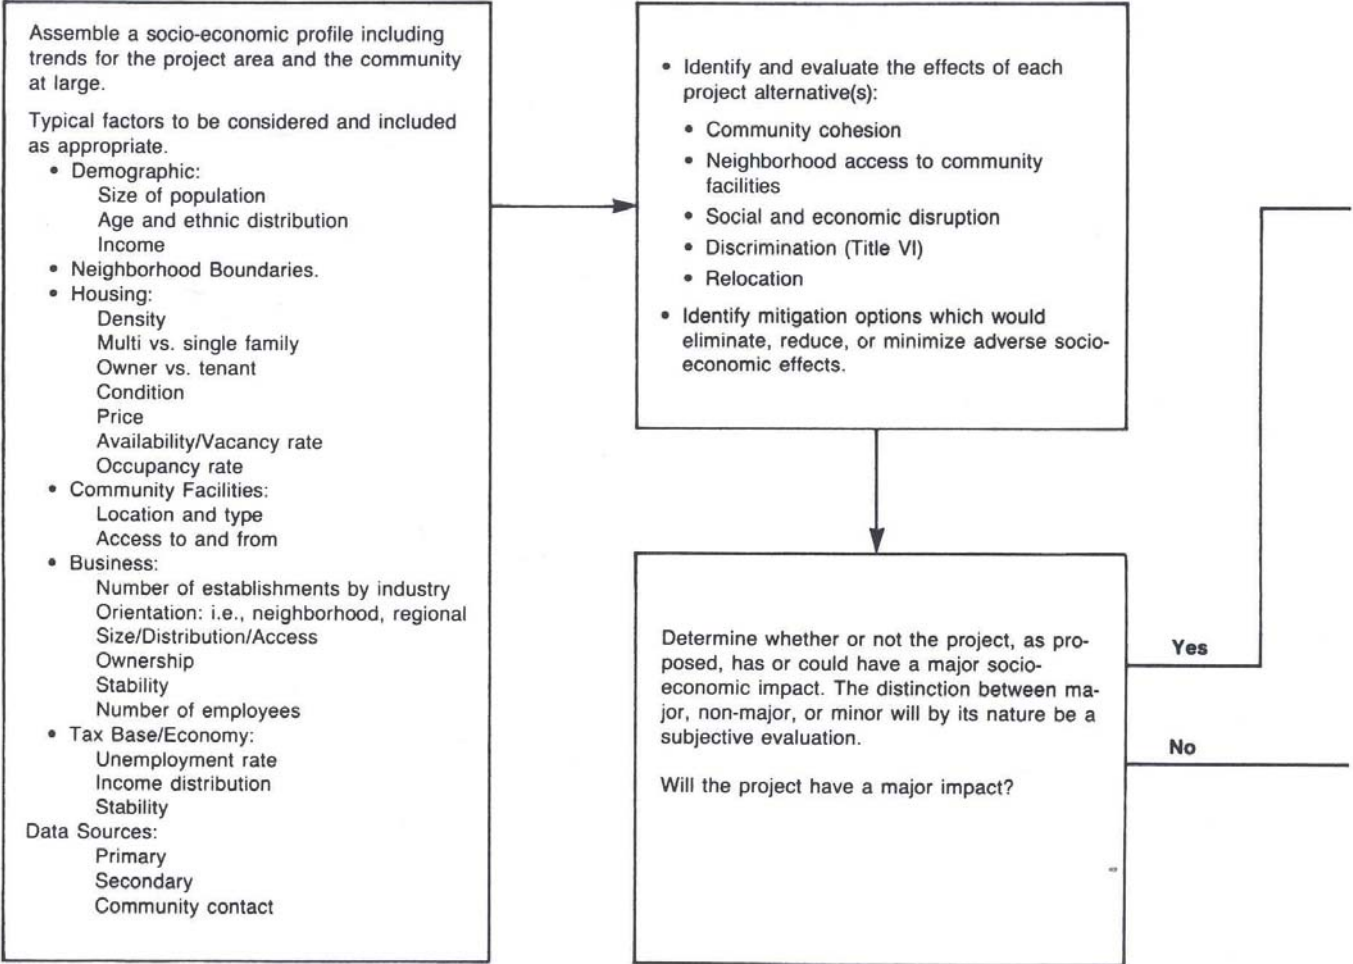 Assemble a socio-economic profile including
trends for the project area and the community
at large.
Typical factors to be considered and included
as appropriate.
• Demographic:
Size of population
Age and ethnic distribution
Income
• Neighborhood Boundaries.
• Housing:
Density
Multi vs. single family
Owner vs. tenant
Condition
Price
Availability/Vacancy rate
Occupancy rate
• Community Facilities:
Location and type
Access to and from
• Business:
Number of establishments by industry
Orientation: i.e., neighborhood, regional
Size/Distribution/Access
Ownership
Stability
Number of employees
• Tax Base/Economy:
Unemployment rate
Income distribution
Stability
Data Sources:
Primary
Secondary
Community contact
• Identify and evaluate the effects of each
project alternative(s):
• Community cohesion
• Neighborhood access to community
facilities
• Social and economic disruption
• Discrimination (Title VI)
• Relocation
• Identify mitigation options which would
eliminate, reduce, or minimize adverse socio-
economic effects.
Determine whether or not the project, as pro-
posed, has or could have a major socio-
economic impact. The distinction between ma-
jor, non-major, or minor will by its nature be a
subjective evaluation.
Will the project have a major impact?
Yes
No